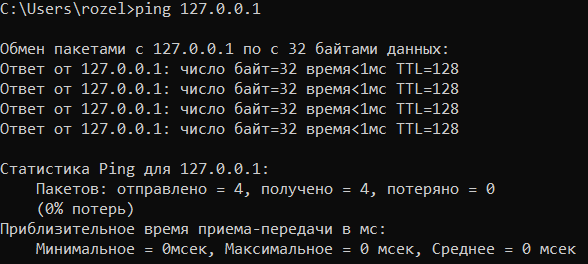 C:\Users\rozel>ping 127.0.0.1
Обмен пакетами с 127.0.0.1 по с 32 байтами данных:
Ответ от 127.0.0.1: число байт=32 время<1мс TTL=128
Ответ от 127.0.0.1: число байт=32 время<1мс TTL=128
Ответ от 127.0.0.1: число байт=32 время<1мс TTL=128
Ответ от 127.0.0.1: число байт=32 время<1мс TTL=128
Статистика Ping для 127.0.0.1:
Пакетов: отправлено = 4, получено = 4, потеряно = 0
(0% потерь)
Приблизительное время приема-передачи в мс:
Минимальное = 0мсек, Максимальное = 0 мсек, Среднее = 0 мсек